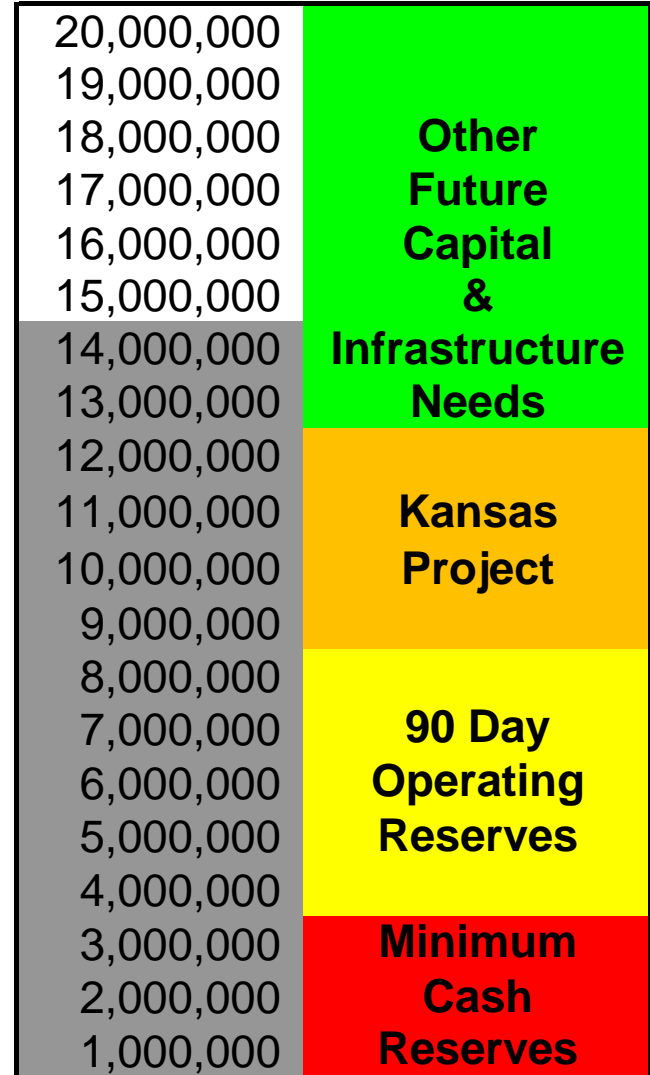 20,000,000
19,000,000
18,000,000 Other
17,000,000 Future
16,000,000 Capital
15,000,000 &
14,000,000 Infrastructure
13,000,000 Needs
12,000,000
11,000,000 Kansas
10,000,000 Project
9,000,000
8,000,000
7,000,000 90 Day
6,000,000 Operating
5,000,000 Reserves
4,000,000
3,000,000 Minimum
2,000,000 Cash
1,000,000 Reserves